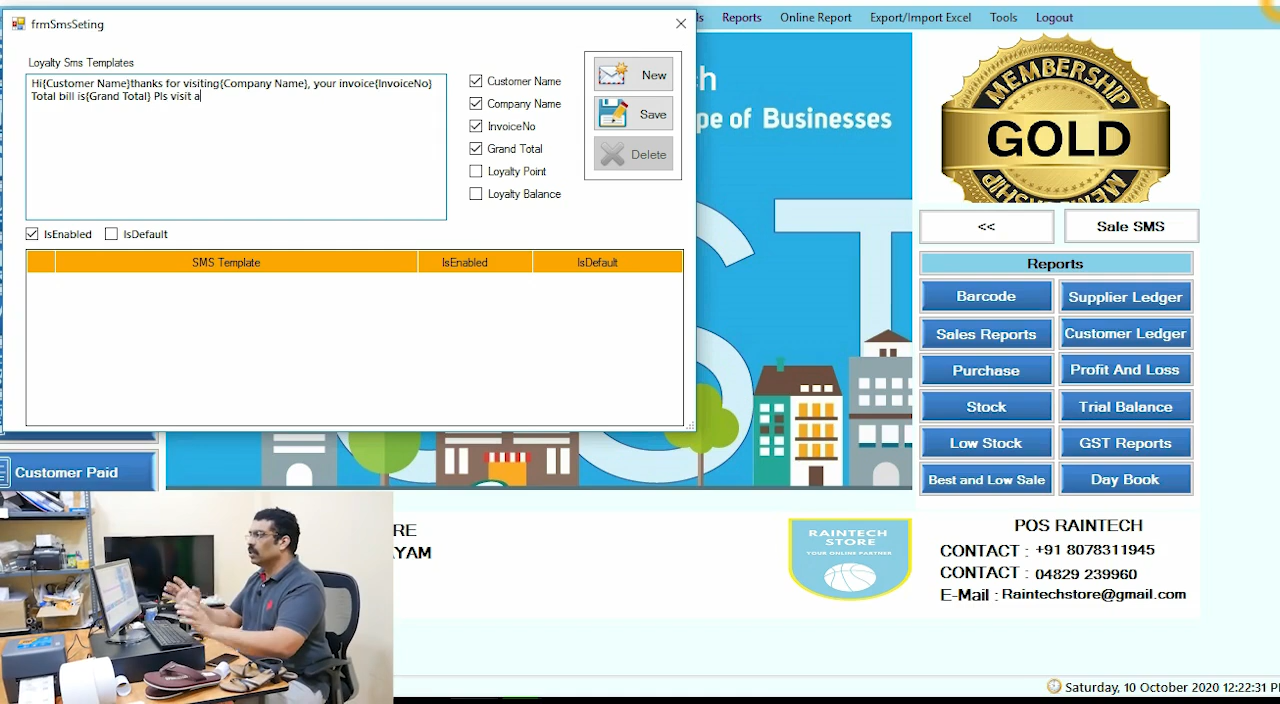 frmSmsSeting
Loyalty Sms Templates
Hi{Customer Name}thanks for visiting{Company Name}, your invoice{InvoiceNo}
Total bill is{Grand Total} Pls visit a
Customer Name
Company Name
InvoiceNo
Grand Total
Loyalty Point
Loyalty Balance
New
Save
Delete
IsEnabled IsDefault
SMS Template IsEnabled IsDefault
Reports Online Report Export/Import Excel Tools Logout
pe of Businesses
MEMBERSHIP
GOLD
MEMBERSHIP
<< Sale SMS
Reports
Barcode Supplier Ledger
Sales Reports Customer Ledger
Purchase Profit And Loss
Stock Trial Balance
Low Stock GST Reports
Best and Low Sale Day Book
Customer Paid
RE
YAM
RAINTECH
STORE
YOUR ONLINE PARTNER
POS RAINTECH
CONTACT : +91 8078311945
CONTACT : 04829 239960
E-Mail : Raintechstore@gmail.com
Saturday, 10 October 2020 12:22:31 P